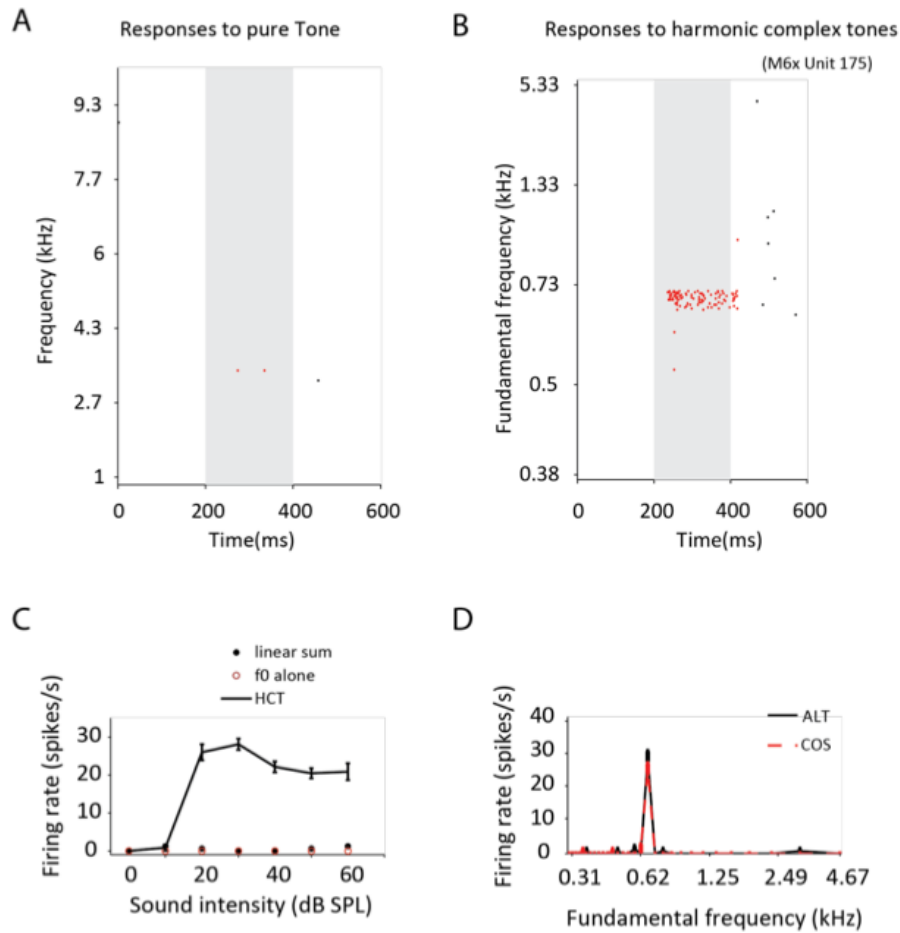 A
Responses to pure Tone
9.3
7.7
6
4.3
2.7
1
Frequency (kHz)
0 200 400 600
Time(ms)
B
Responses to harmonic complex tones
(M6x Unit 175)
5.33
1.33
0.73
0.5
0.38
Fundamental frequency (kHz)
0 200 400 600
Time(ms)
C
linear sum
f0 alone
HCT
30
20
10
0
Firing rate (spikes/s)
0 20 40 60
Sound intensity (dB SPL)
D
ALT
COS
40
30
20
10
0
Firing rate (spikes/s)
0.31 0.62 1.25 2.49 4.67
Fundamental frequency (kHz)